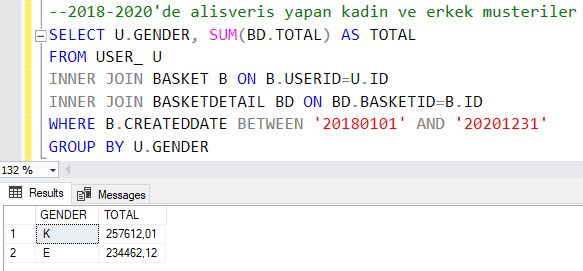 --2018-2020'de alisveris yapan kadin ve erkek musteriler
SELECT U.GENDER, SUM(BD.TOTAL) AS TOTAL
FROM USER_ U
INNER JOIN BASKET B ON B.USERID=U.ID
INNER JOIN BASKETDETAIL BD ON BD.BASKETID=B.ID
WHERE B.CREATEDDATE BETWEEN '20180101' AND '20201231'
GROUP BY U.GENDER
132 %
Results Messages
GENDER TOTAL
1 K 257612,01
2 E 234462,12